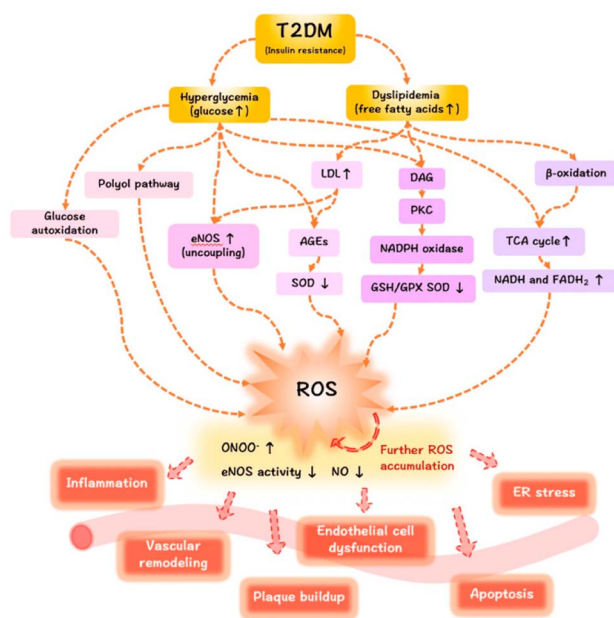 T2DM
(Insulin resistance)
Hyperglycemia
(glucose ↑)
Dyslipidemia
(free fatty acids ↑)
Polyol pathway
LDL ↑
DAG
β-oxidation
Glucose
autoxidation
PKC
eNOS ↑
(uncoupling)
AGEs
NADPH oxidase
TCA cycle ↑
SOD ↓
GSH/GPX SOD ↓
NADH and FADH₂ ↑
ROS
ONOO⁻ ↑
eNOS activity ↓ NO ↓
Further ROS
accumulation
Inflammation
ER stress
Vascular
remodeling
Endothelial cell
dysfunction
Plaque buildup
Apoptosis